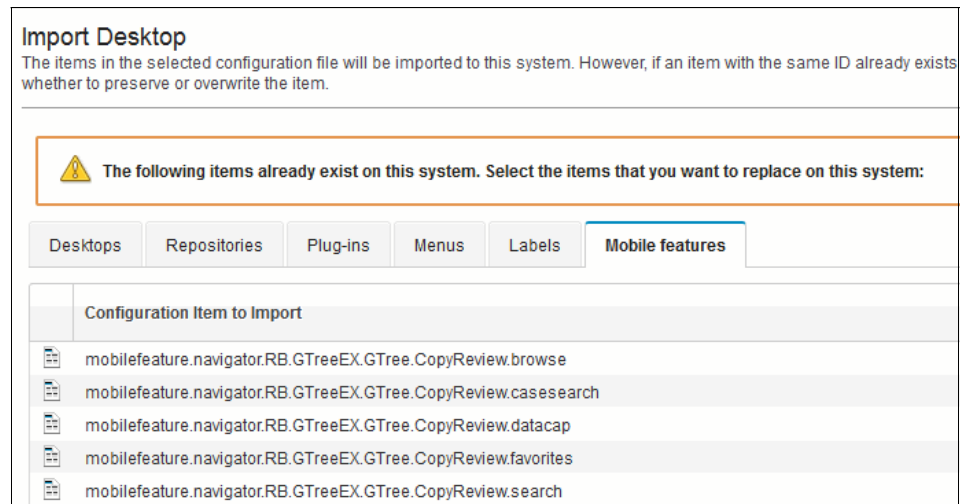 Import Desktop
The items in the selected configuration file will be imported to this system. However, if an item with the same ID already exists
whether to preserve or overwrite the item.
The following items already exist on this system. Select the items that you want to replace on this system:
Desktops Repositories Plug-ins Menus Labels Mobile features
Configuration Item to Import
mobilefeature.navigator.RB.GTreeEX.GTree.CopyReview.browse
mobilefeature.navigator.RB.GTreeEX.GTree.CopyReview.casesearch
mobilefeature.navigator.RB.GTreeEX.GTree.CopyReview.datacap
mobilefeature.navigator.RB.GTreeEX.GTree.CopyReview.favorites
mobilefeature.navigator.RB.GTreeEX.GTree.CopyReview.search